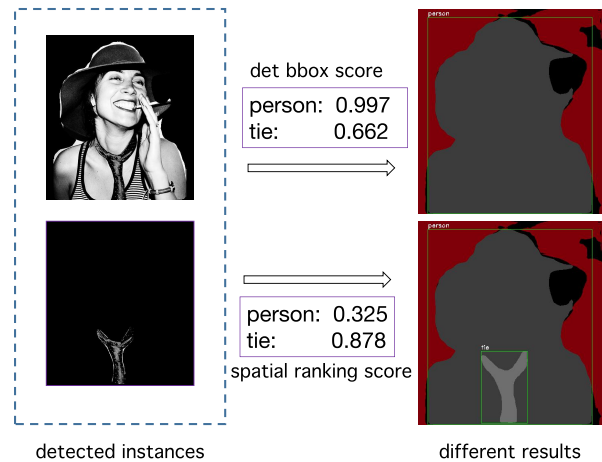 det bbox score
person: 0.997
tie: 0.662
person
person: 0.325
tie: 0.878
spatial ranking score
person
tie
detected instances
different results